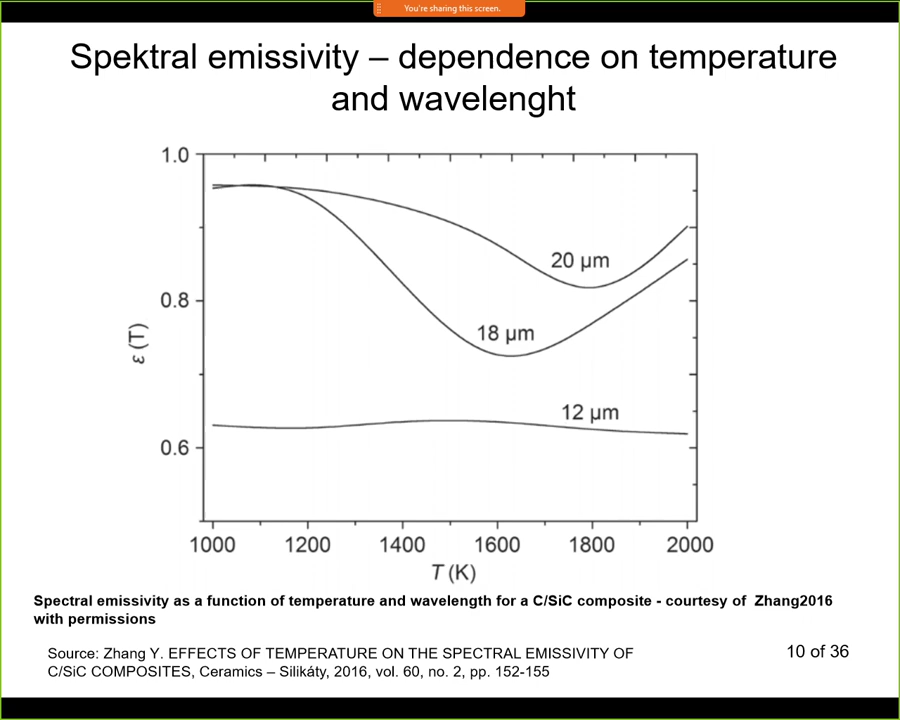 You're sharing this screen.
Spektral emissivity – dependence on temperature
and wavelenght
1.0
0.8
0.6
ε (T)
20 μm
18 μm
12 μm
1000 1200 1400 1600 1800 2000
T (K)
Spectral emissivity as a function of temperature and wavelength for a C/SiC composite - courtesy of Zhang2016
with permissions
Source: Zhang Y. EFFECTS OF TEMPERATURE ON THE SPECTRAL EMISSIVITY OF
C/SiC COMPOSITES, Ceramics – Silikáty, 2016, vol. 60, no. 2, pp. 152-155
10 of 36